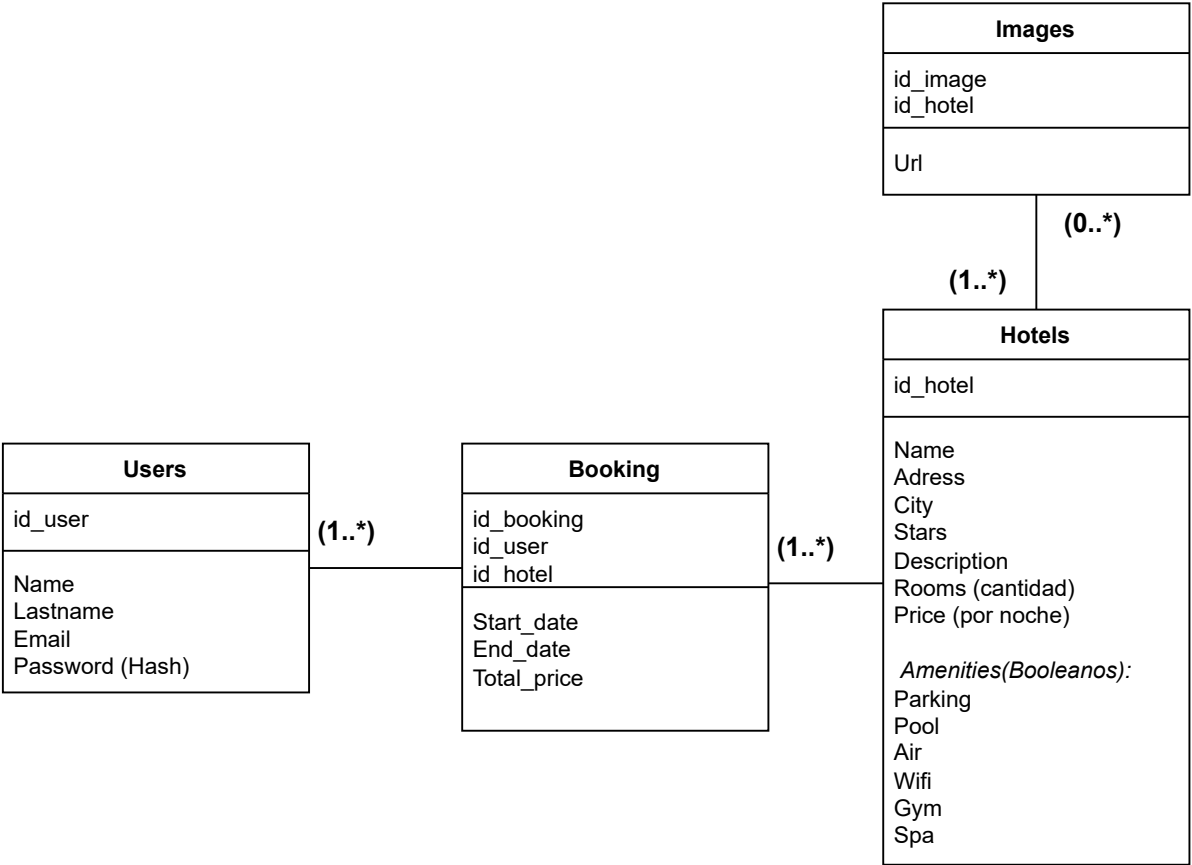 Images
id_image
id_hotel
Url
(0..*)
(1..*)
Hotels
id_hotel
Name
Adress
City
Stars
Description
Rooms (cantidad)
Price (por noche)
Amenities(Booleanos):
Parking
Pool
Air
Wifi
Gym
Spa
Users
id_user
Name
Lastname
Email
Password (Hash)
(1..*)
Booking
id_booking
id_user
id_hotel
Start_date
End_date
Total_price
(1..*)